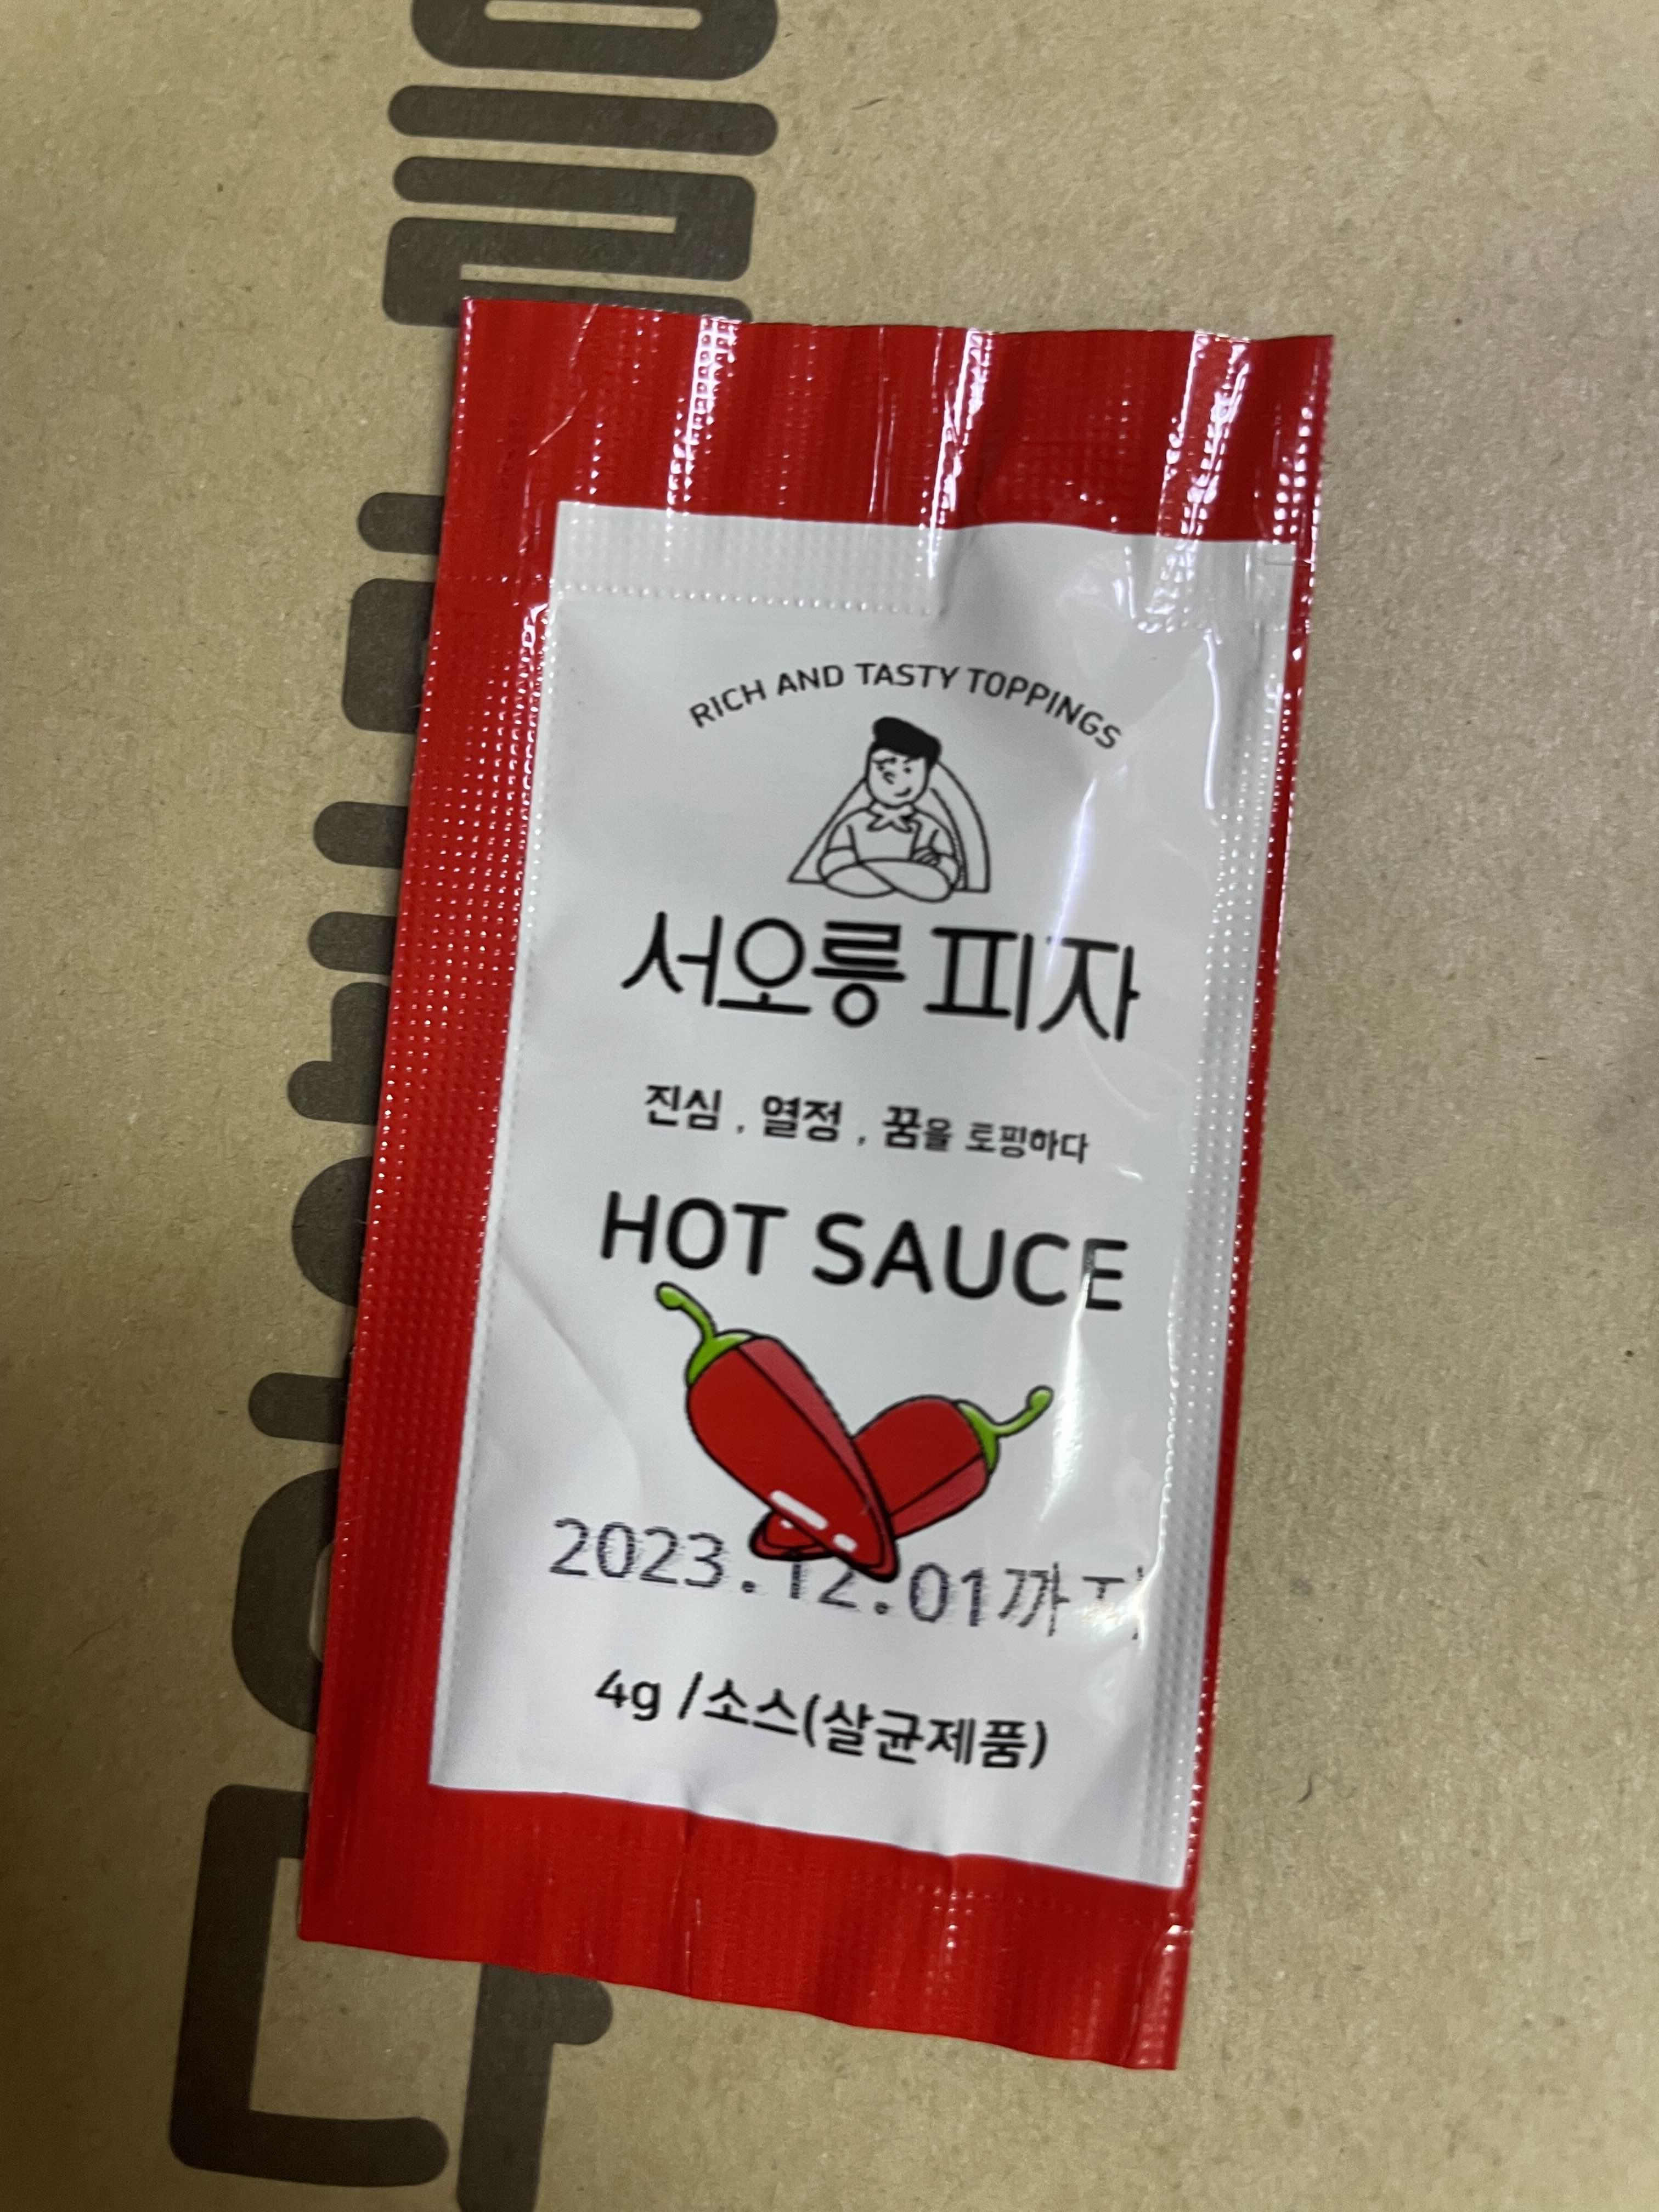 RICH AND TASTY TOPPINGS
서오릉 피자
진심 , 열정 , 꿈을 토핑하다
HOT SAUCE
2023.12.01까지
4g /소스(살균제품)